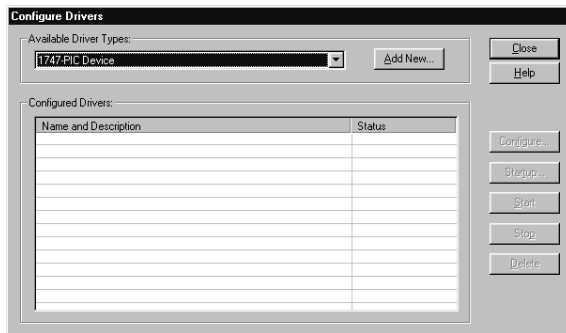 Configure Drivers
Available Driver Types:
1747-PIC Device
Add New...
Close
Help
Configured Drivers:
Name and Description Status
Configure...
Startup...
Start
Stop
Delete